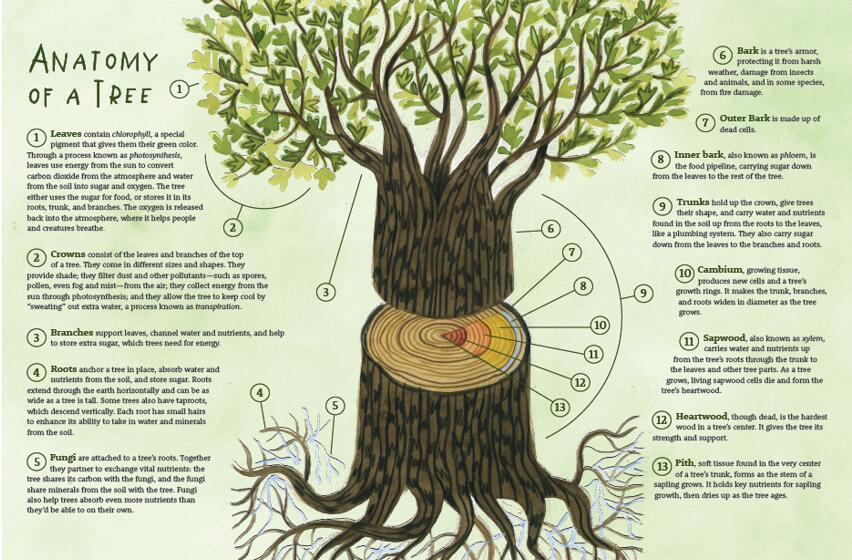 ANATOMY
OF A TREE
1 Leaves contain chlorophyll, a special
pigment that gives them their green color.
Through a process known as photosynthesis,
leaves use energy from the sun to convert
carbon dioxide from the atmosphere and water
from the soil into sugar and oxygen. The tree
either uses the sugar for food, or stores it in its
roots, trunk, and branches. The oxygen is released
back into the atmosphere, where it helps people
and creatures breathe.
2 Crowns consist of the leaves and branches of the top
of a tree. They come in different sizes and shapes. They
provide shade; they filter dust and other pollutants—such as spores,
pollen, even fog and mist—from the air; they collect energy from the
sun through photosynthesis; and they allow the tree to keep cool by
"sweating" out extra water, a process known as transpiration.
3 Branches support leaves, channel water and nutrients, and help
to store extra sugar, which trees need for energy.
4 Roots anchor a tree in place, absorb water and
nutrients from the soil, and store sugar. Roots
extend through the earth horizontally and can be as
wide as a tree is tall. Some trees also have taproots,
which descend vertically. Each root has small hairs
to enhance its ability to take in water and minerals
from the soil.
5 Fungi are attached to a tree's roots. Together
they partner to exchange vital nutrients: the
tree shares its carbon with the fungi, and the fungi
share minerals from the soil with the tree. Fungi
also help trees absorb even more nutrients than
they'd be able to on their own.
1
2
3
4
5
6
7
8
9
10
11
12
13
6 Bark is a tree's armor,
protecting it from harsh
weather, damage from insects
and animals, and in some species,
from fire damage.
7 Outer Bark is made up of
dead cells.
8 Inner bark, also known as phloem, is
the food pipeline, carrying sugar down
from the leaves to the rest of the tree.
9 Trunks hold up the crown, give trees
their shape, and carry water and nutrients
found in the soil up from the roots to the leaves,
like a plumbing system. They also carry sugar
down from the leaves to the branches and roots.
10 Cambium, growing tissue,
produces new cells and a tree's
growth rings. It makes the trunk, branches,
and roots widen in diameter as the tree
grows.
11 Sapwood, also known as xylem,
carries water and nutrients up
from the tree's roots through the trunk to
the leaves and other tree parts. As a tree
grows, living sapwood cells die and form the
tree's heartwood.
12 Heartwood, though dead, is the hardest
wood in a tree's center. It gives the tree its
strength and support.
13 Pith, soft tissue found in the very center
of a tree's trunk, forms as the stem of a
sapling grows. It holds key nutrients for sapling
growth, then dries up as the tree ages.